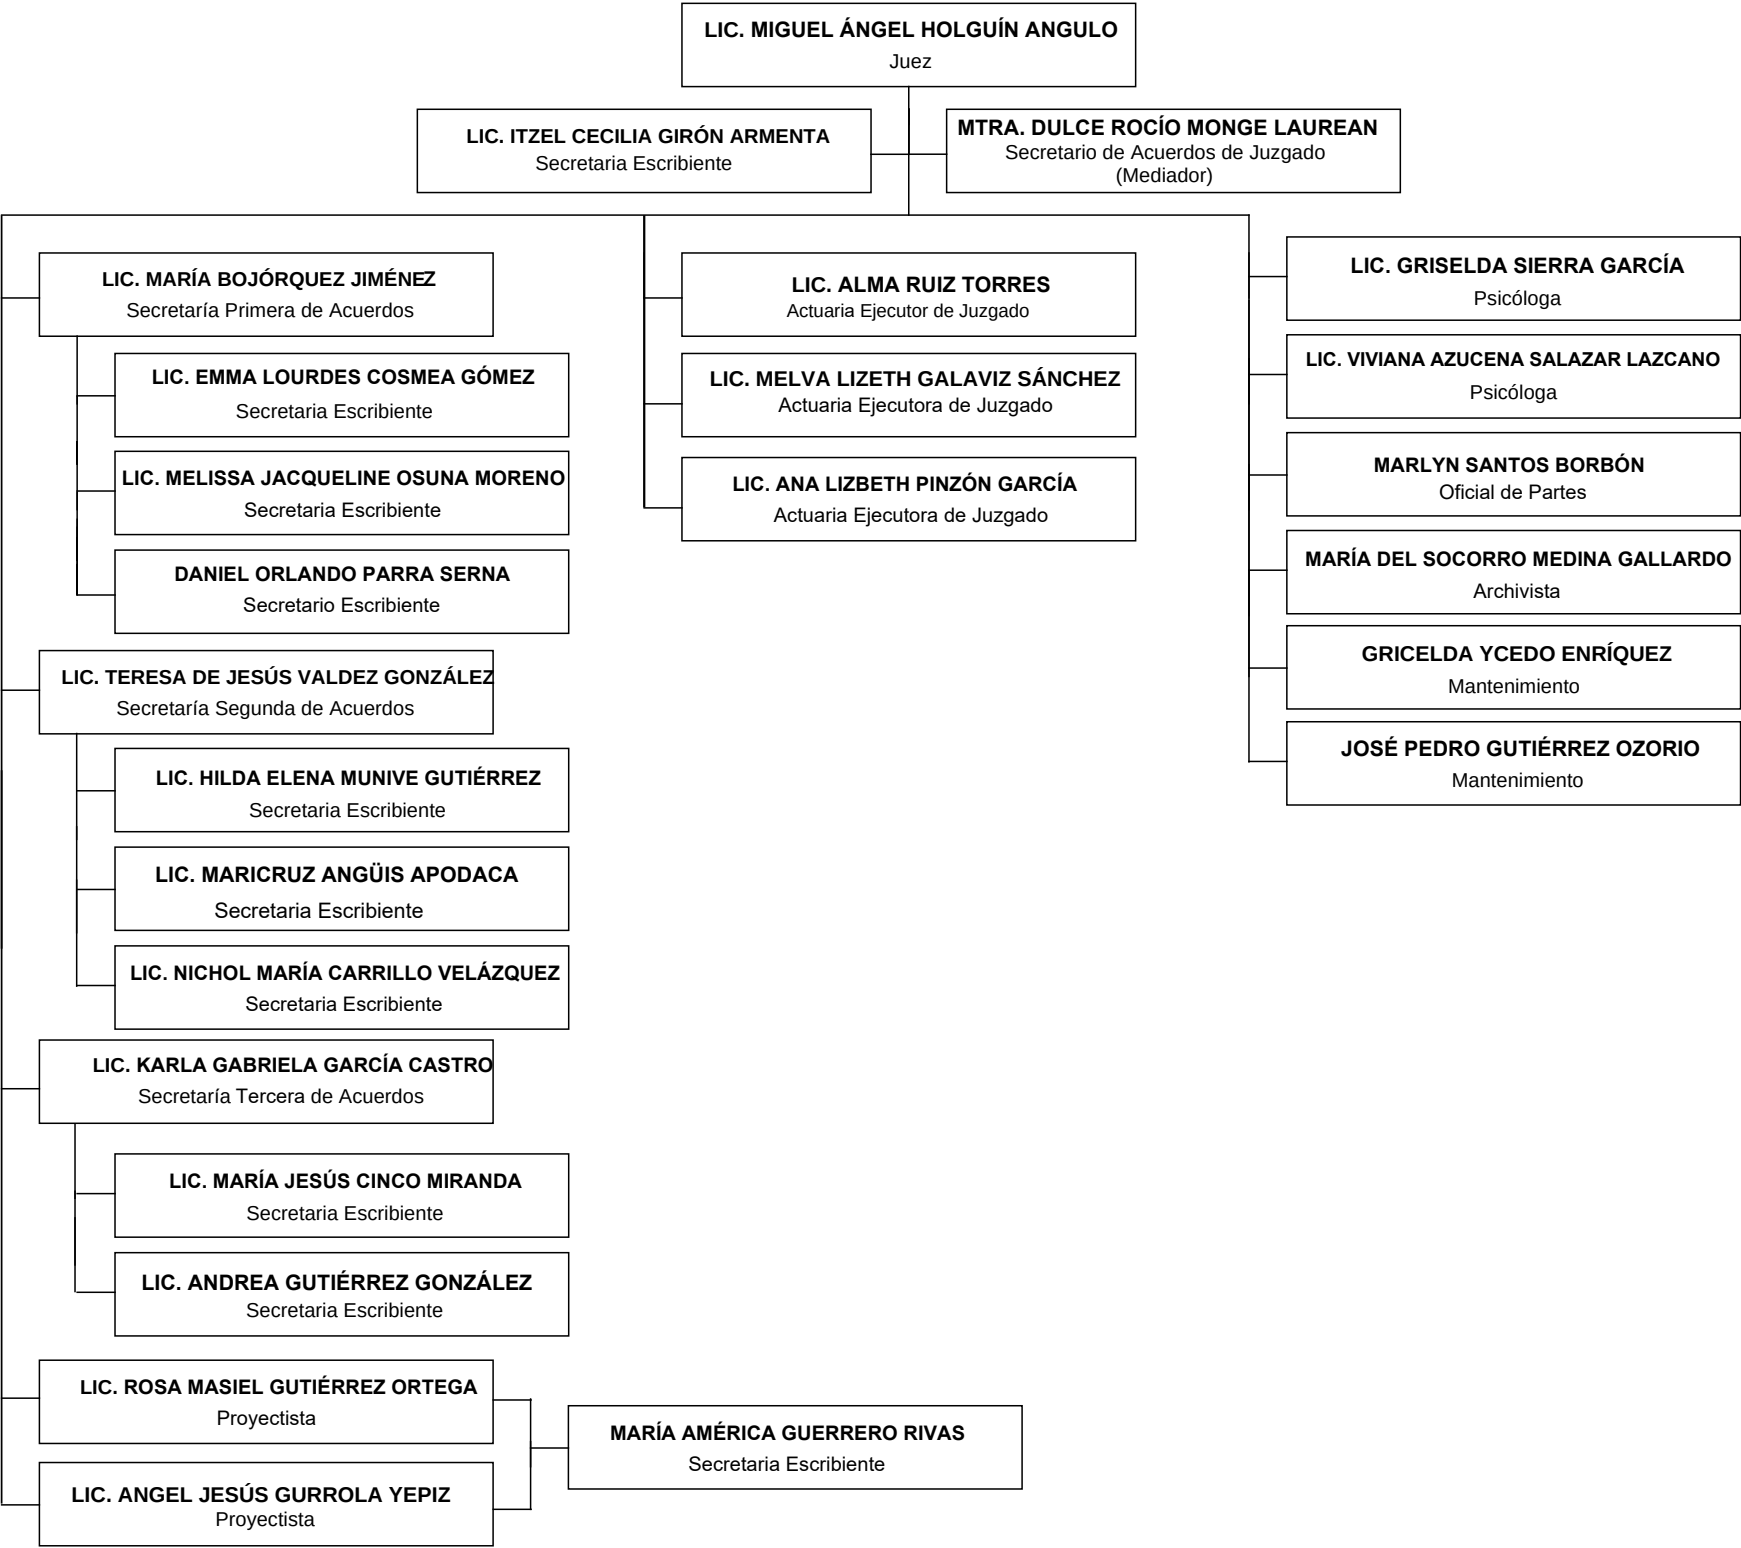 LIC. MIGUEL ÁNGEL HOLGUÍN ANGULO
Juez
LIC. ITZEL CECILIA GIRÓN ARMENTA
Secretaria Escribiente
MTRA. DULCE ROCÍO MONGE LAUREAN
Secretario de Acuerdos de Juzgado
(Mediador)
LIC. MARÍA BOJÓRQUEZ JIMÉNEZ
Secretaría Primera de Acuerdos
LIC. EMMA LOURDES COSMEA GÓMEZ
Secretaria Escribiente
LIC. MELISSA JACQUELINE OSUNA MORENO
Secretaria Escribiente
DANIEL ORLANDO PARRA SERNA
Secretario Escribiente
LIC. TERESA DE JESÚS VALDEZ GONZÁLEZ
Secretaría Segunda de Acuerdos
LIC. HILDA ELENA MUNIVE GUTIÉRREZ
Secretaria Escribiente
LIC. MARICRUZ ANGÜIS APODACA
Secretaria Escribiente
LIC. NICHOL MARÍA CARRILLO VELÁZQUEZ
Secretaria Escribiente
LIC. KARLA GABRIELA GARCÍA CASTRO
Secretaría Tercera de Acuerdos
LIC. MARÍA JESÚS CINCO MIRANDA
Secretaria Escribiente
LIC. ANDREA GUTIÉRREZ GONZÁLEZ
Secretaria Escribiente
LIC. ROSA MASIEL GUTIÉRREZ ORTEGA
Proyectista
LIC. ANGEL JESÚS GURROLA YEPIZ
Proyectista
MARÍA AMÉRICA GUERRERO RIVAS
Secretaria Escribiente
LIC. ALMA RUIZ TORRES
Actuaria Ejecutor de Juzgado
LIC. MELVA LIZETH GALAVIZ SÁNCHEZ
Actuaria Ejecutora de Juzgado
LIC. ANA LIZBETH PINZÓN GARCÍA
Actuaria Ejecutora de Juzgado
LIC. GRISELDA SIERRA GARCÍA
Psicóloga
LIC. VIVIANA AZUCENA SALAZAR LAZCANO
Psicóloga
MARLYN SANTOS BORBÓN
Oficial de Partes
MARÍA DEL SOCORRO MEDINA GALLARDO
Archivista
GRICELDA YCEDO ENRÍQUEZ
Mantenimiento
JOSÉ PEDRO GUTIÉRREZ OZORIO
Mantenimiento